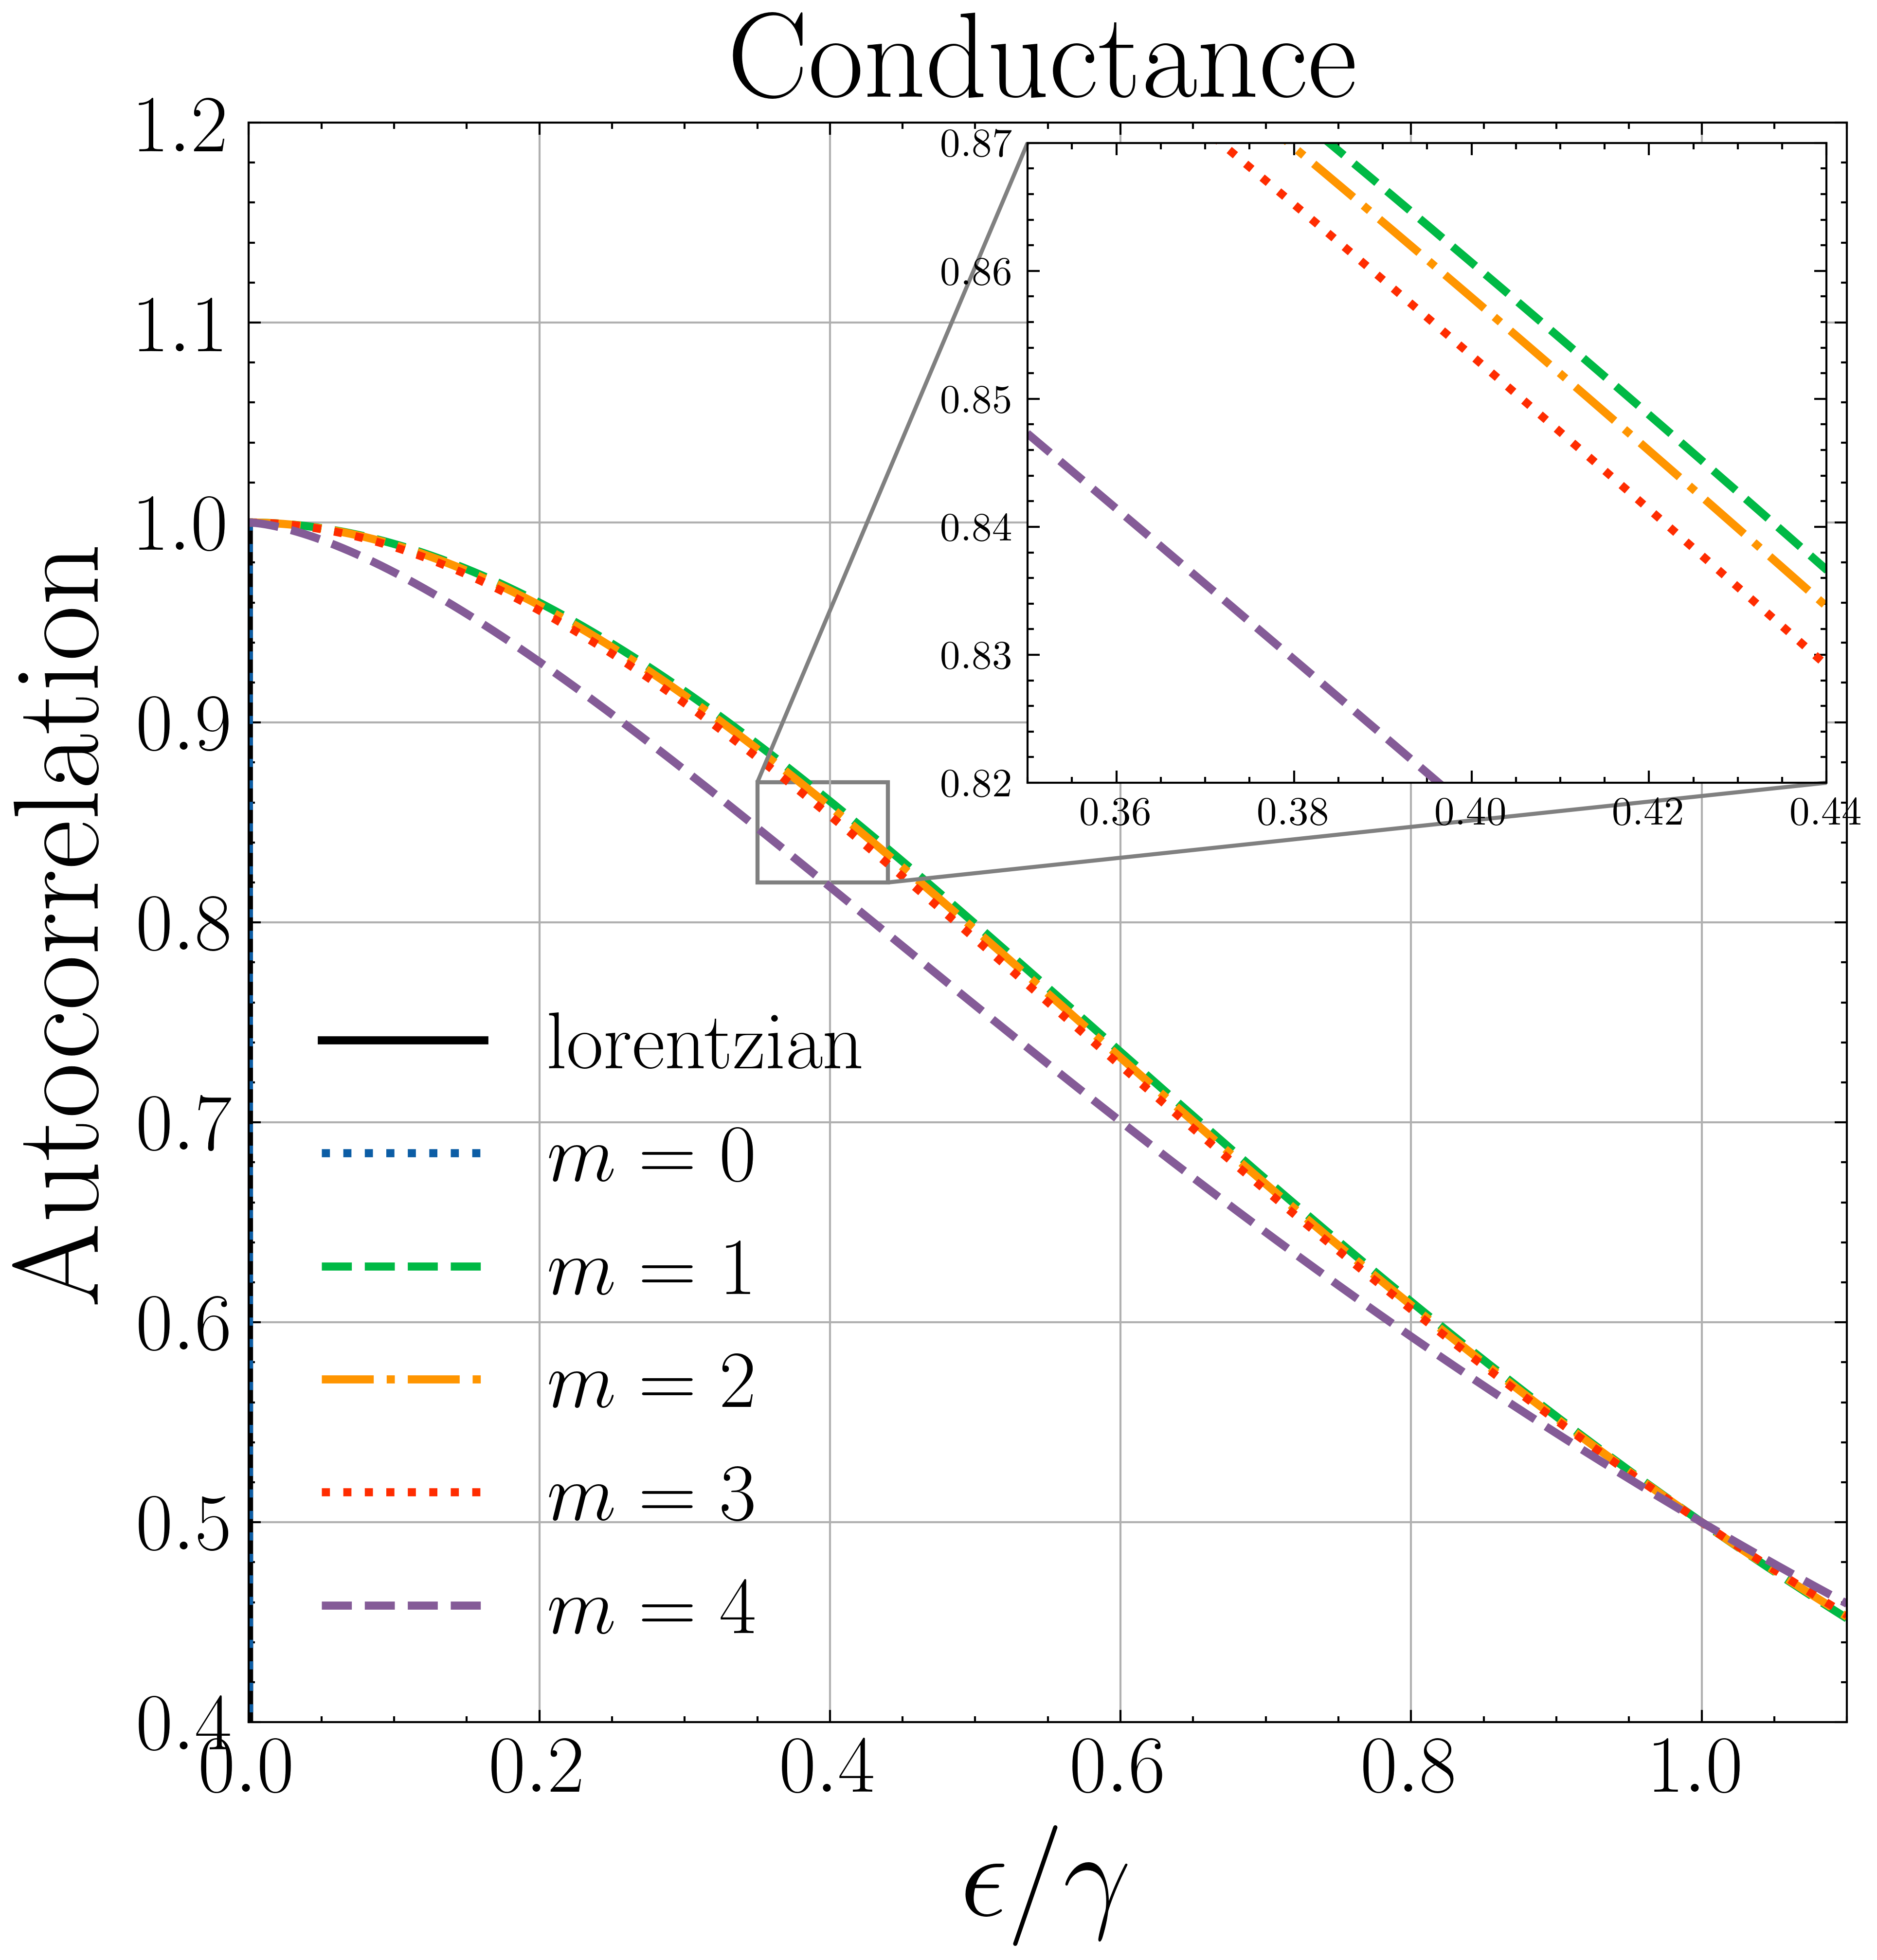 Conductance
1.2
1.1
1.0
0.9
0.8
0.7
0.6
0.5
0.4
Autocorrelation
0.87
0.86
0.85
0.84
0.83
0.82
0.36 0.38 0.40 0.42 0.44
lorentzian
m = 0
m = 1
m = 2
m = 3
m = 4
0.0 0.2 0.4 0.6 0.8 1.0
ϵ/γ